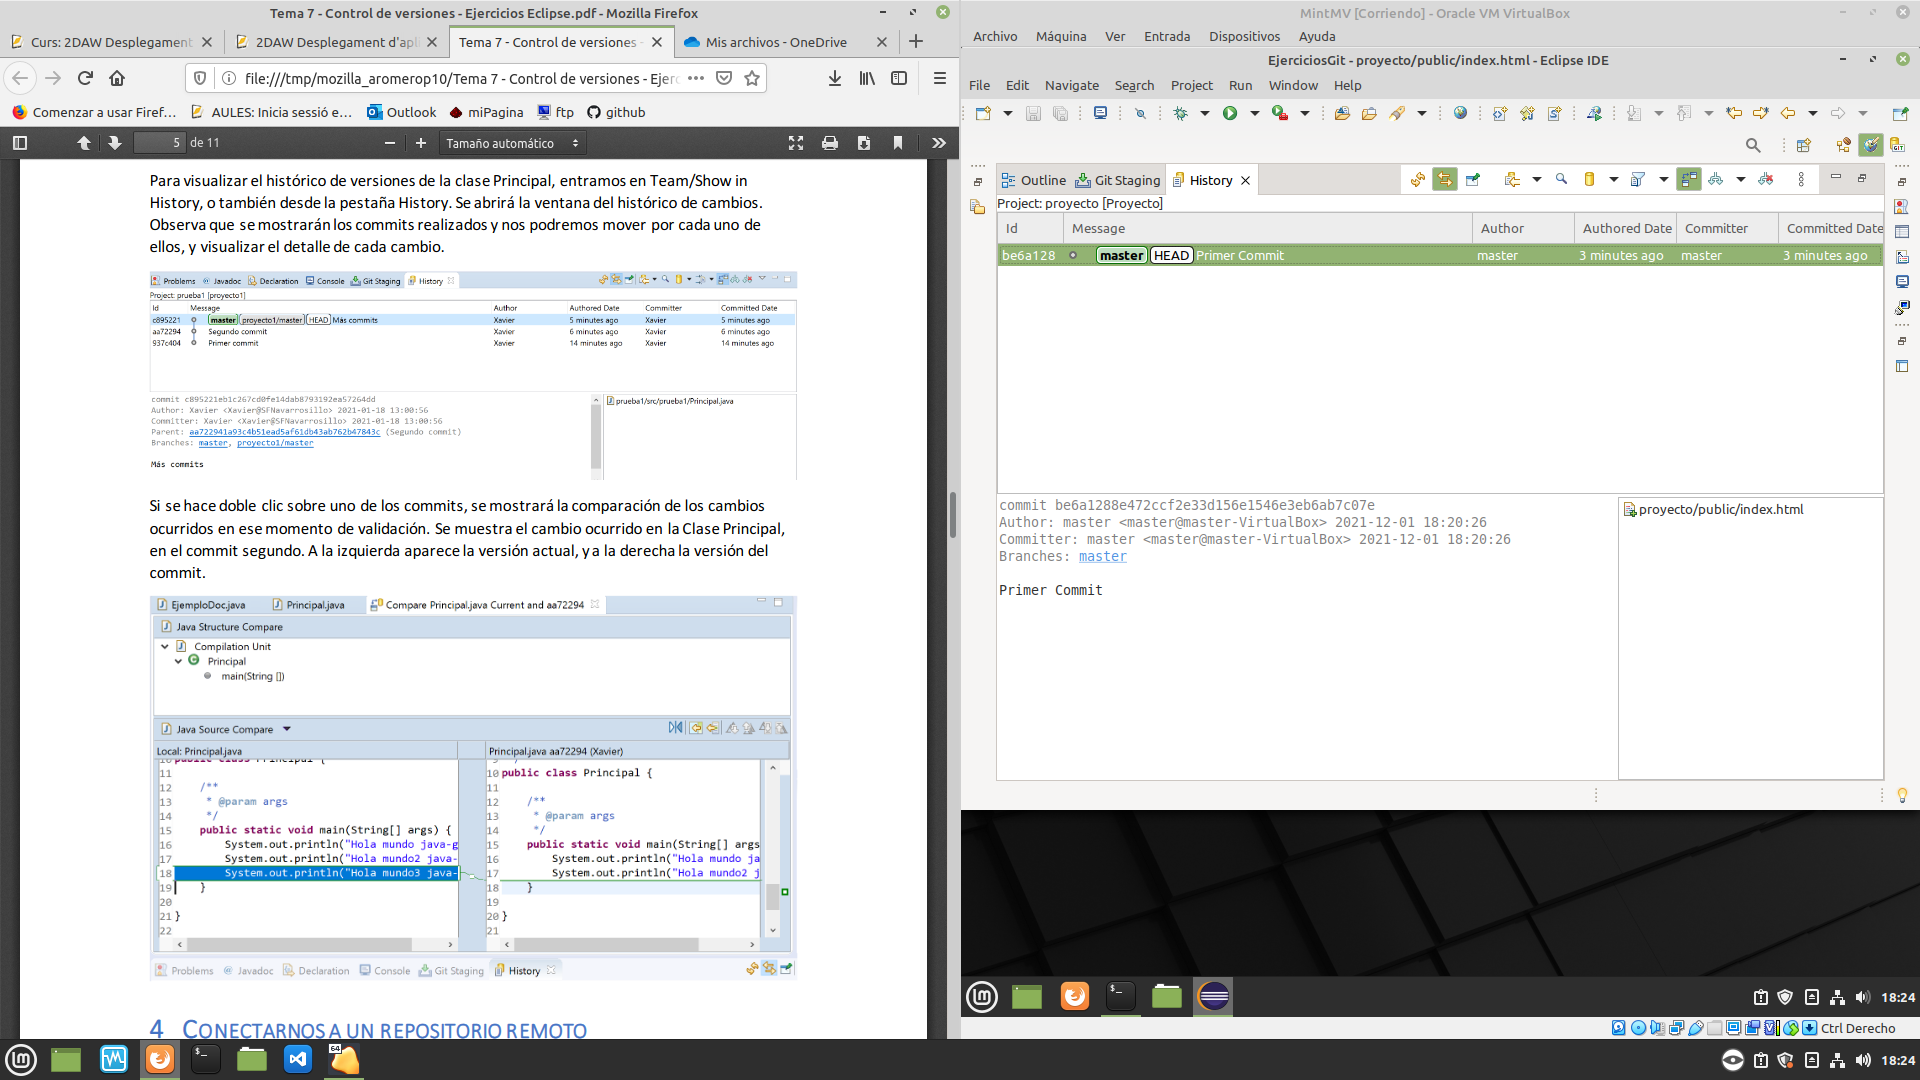 Tema 7 - Control de versiones - Ejercicios Eclipse.pdf - Mozilla Firefox
Curs: 2DAW Desplegament
2DAW Desplegament d'apl
Tema 7 - Control de versiones -
Mis archivos - OneDrive
file:///tmp/mozilla_aromerop10/Tema 7 - Control de versiones - Ejerc
Comenzar a usar Firef…
AULES: Inicia sessió e…
Outlook
miPagina
ftp
github
5 de 11
Tamaño automático
Para visualizar el histórico de versiones de la clase Principal, entramos en Team/Show in
History, o también desde la pestaña History. Se abrirá la ventana del histórico de cambios.
Observa que se mostrarán los commits realizados y nos podremos mover por cada uno de
ellos, y visualizar el detalle de cada cambio.
Problems @ Javadoc Declaration Console Git Staging History
Project: prueba1 [proyecto1]
Id Message Author Authored Date Committer Committed Date
c895221 master proyecto1/master HEAD Más commits Xavier 5 minutes ago Xavier 5 minutes ago
aa72294 Segundo commit Xavier 6 minutes ago Xavier 6 minutes ago
937c404 Primer commit Xavier 14 minutes ago Xavier 14 minutes ago
commit c895221eb1c267cd0fe14dab8793192ea57264dd
Author: Xavier <Xavier@SFNavarrosillo> 2021-01-18 13:00:56
Committer: Xavier <Xavier@SFNavarrosillo> 2021-01-18 13:00:56
Parent: aa722941a93c4b51ead5af61db43ab762b47843c (Segundo commit)
Branches: master, proyecto1/master
Más commits
prueba1/src/prueba1/Principal.java
Si se hace doble clic sobre uno de los commits, se mostrará la comparación de los cambios
ocurridos en ese momento de validación. Se muestra el cambio ocurrido en la Clase Principal,
en el commit segundo. A la izquierda aparece la versión actual, y a la derecha la versión del
commit.
EjemploDoc.java Principal.java Compare Principal.java Current and aa72294
Java Structure Compare
Compilation Unit
Principal
main(String [])
Java Source Compare
Local: Principal.java
10 public class Principal {
11
12 /**
13 * @param args
14 */
15 public static void main(String[] args) {
16 System.out.println("Hola mundo java-g
17 System.out.println("Hola mundo2 java-
18 System.out.println("Hola mundo3 java-
19 }
20
21 }
22
Principal.java aa72294 (Xavier)
10 public class Principal {
11
12 /**
13 * @param args
14 */
15 public static void main(String[] args
16 System.out.println("Hola mundo ja
17 System.out.println("Hola mundo2 j
18 }
19
20 }
21
Problems @ Javadoc Declaration Console Git Staging History
4 CONECTARNOS A UN REPOSITORIO REMOTO
64
18:24
MintMV [Corriendo] - Oracle VM VirtualBox
Archivo Máquina Ver Entrada Dispositivos Ayuda
EjerciciosGit - proyecto/public/index.html - Eclipse IDE
File Edit Navigate Search Project Run Window Help
GIT
Outline Git Staging History
Project: proyecto [Proyecto]
Id Message Author Authored Date Committer Committed Date
be6a128 master HEAD Primer Commit master 3 minutes ago master 3 minutes ago
commit be6a1288e472ccf2e33d156e1546e3eb6ab7c07e
Author: master <master@master-VirtualBox> 2021-12-01 18:20:26
Committer: master <master@master-VirtualBox> 2021-12-01 18:20:26
Branches: master
Primer Commit
proyecto/public/index.html
18:24
Ctrl Derecho
18:24